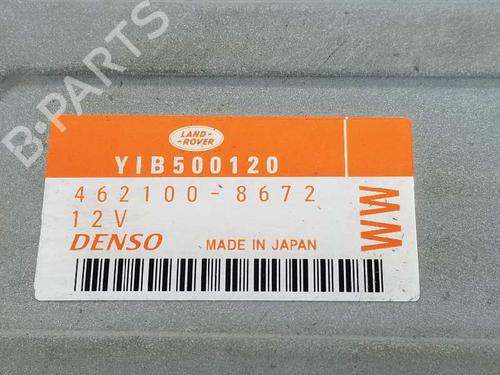 B-PARTS
LAND-
ROVER
YIB500120
462100-8672
12V
DENSO
MADE IN JAPAN
WW